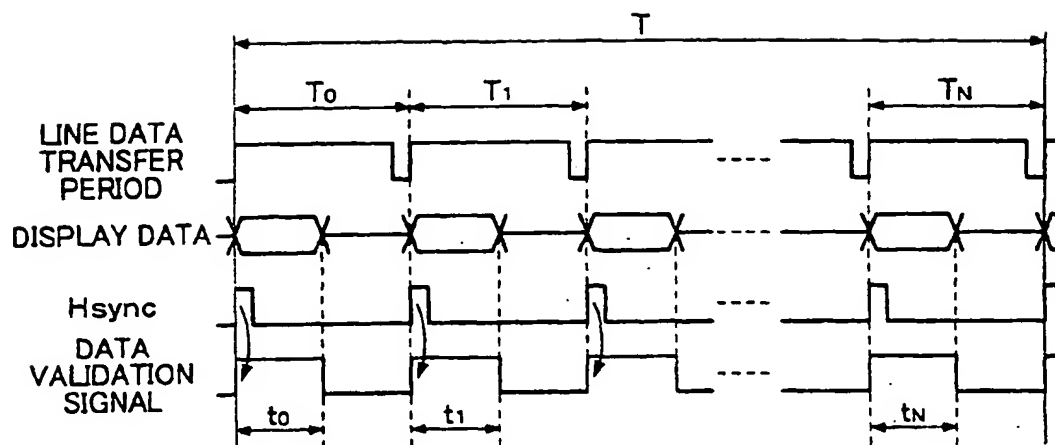 T
T0 T1 TN
LINE DATA
TRANSFER
PERIOD
DISPLAY DATA
Hsync
DATA
VALIDATION
SIGNAL
t0 t1 tN